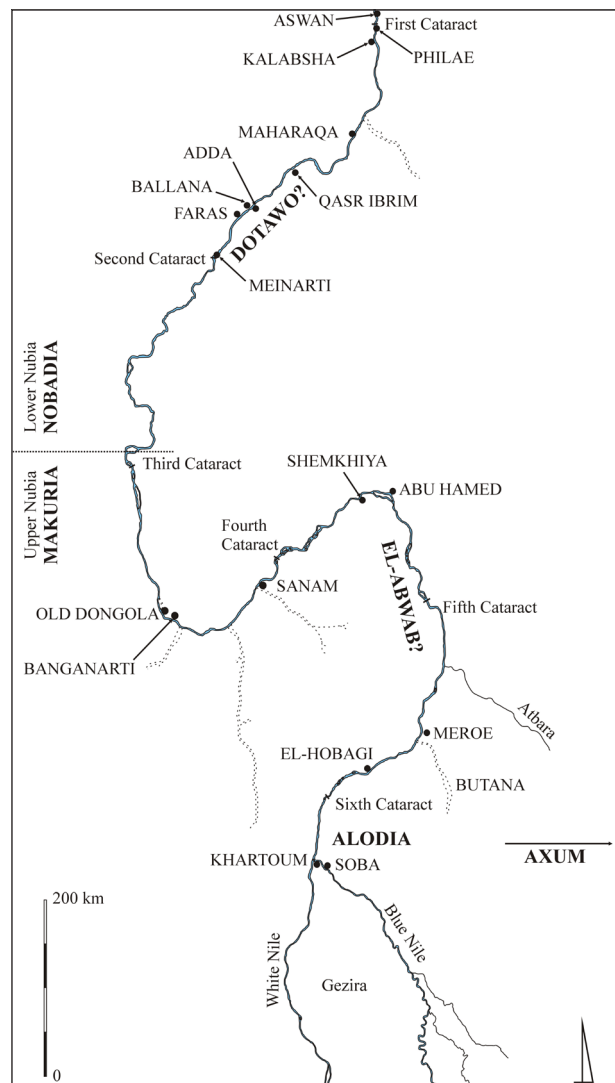 ASWAN
First Cataract
KALABSHA
PHILAE
MAHARAQA
ADDA
BALLANA
QASR IBRIM
FARAS
DOTAWO?
Second Cataract
MEINARTI
Lower Nubia
NOBADIA
Upper Nubia
MAKURIA
Third Cataract
SHEMKHIYA
ABU HAMED
Fourth
Cataract
EL-ABWAB?
SANAM
Fifth Cataract
OLD DONGOLA
BANGANARTI
Atbara
MEROE
EL-HOBAGI
BUTANA
Sixth Cataract
ALODIA
AXUM
KHARTOUM
SOBA
200 km
Blue Nile
White Nile
Gezira
0